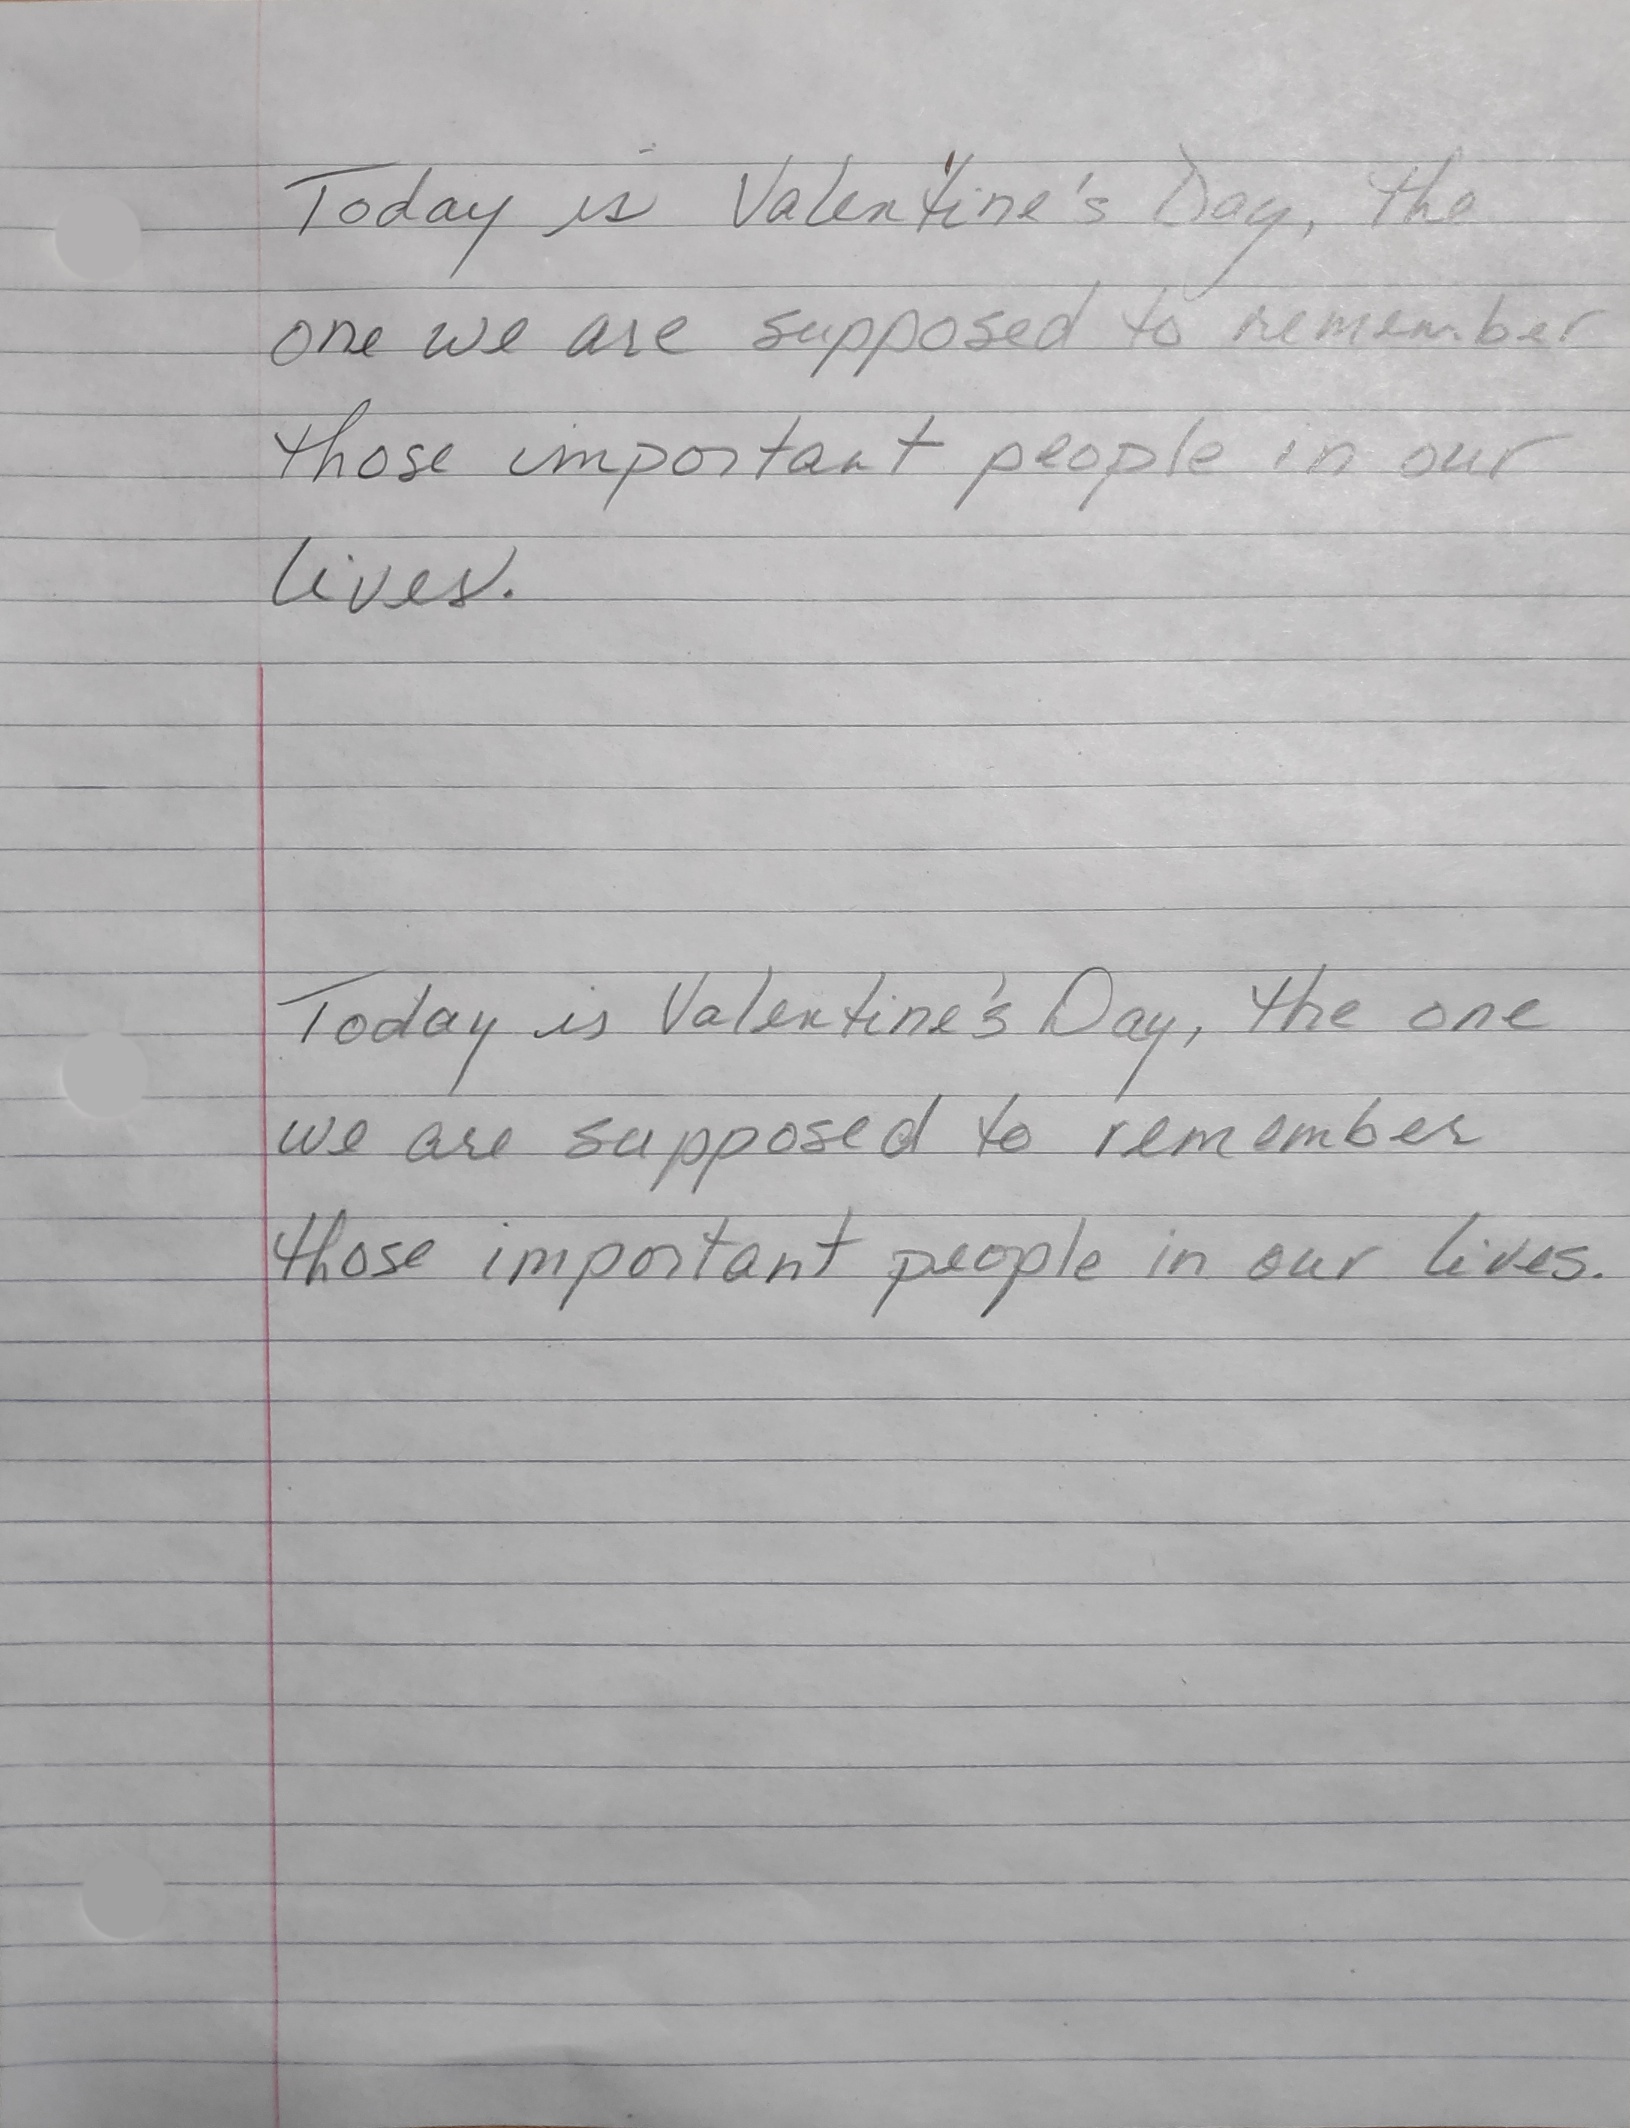 Today is Valentine's Day, the
one we are supposed to remember
those important people in our
lives.
Today is Valentine's Day, the one
we are supposed to remember
those important people in our lives.